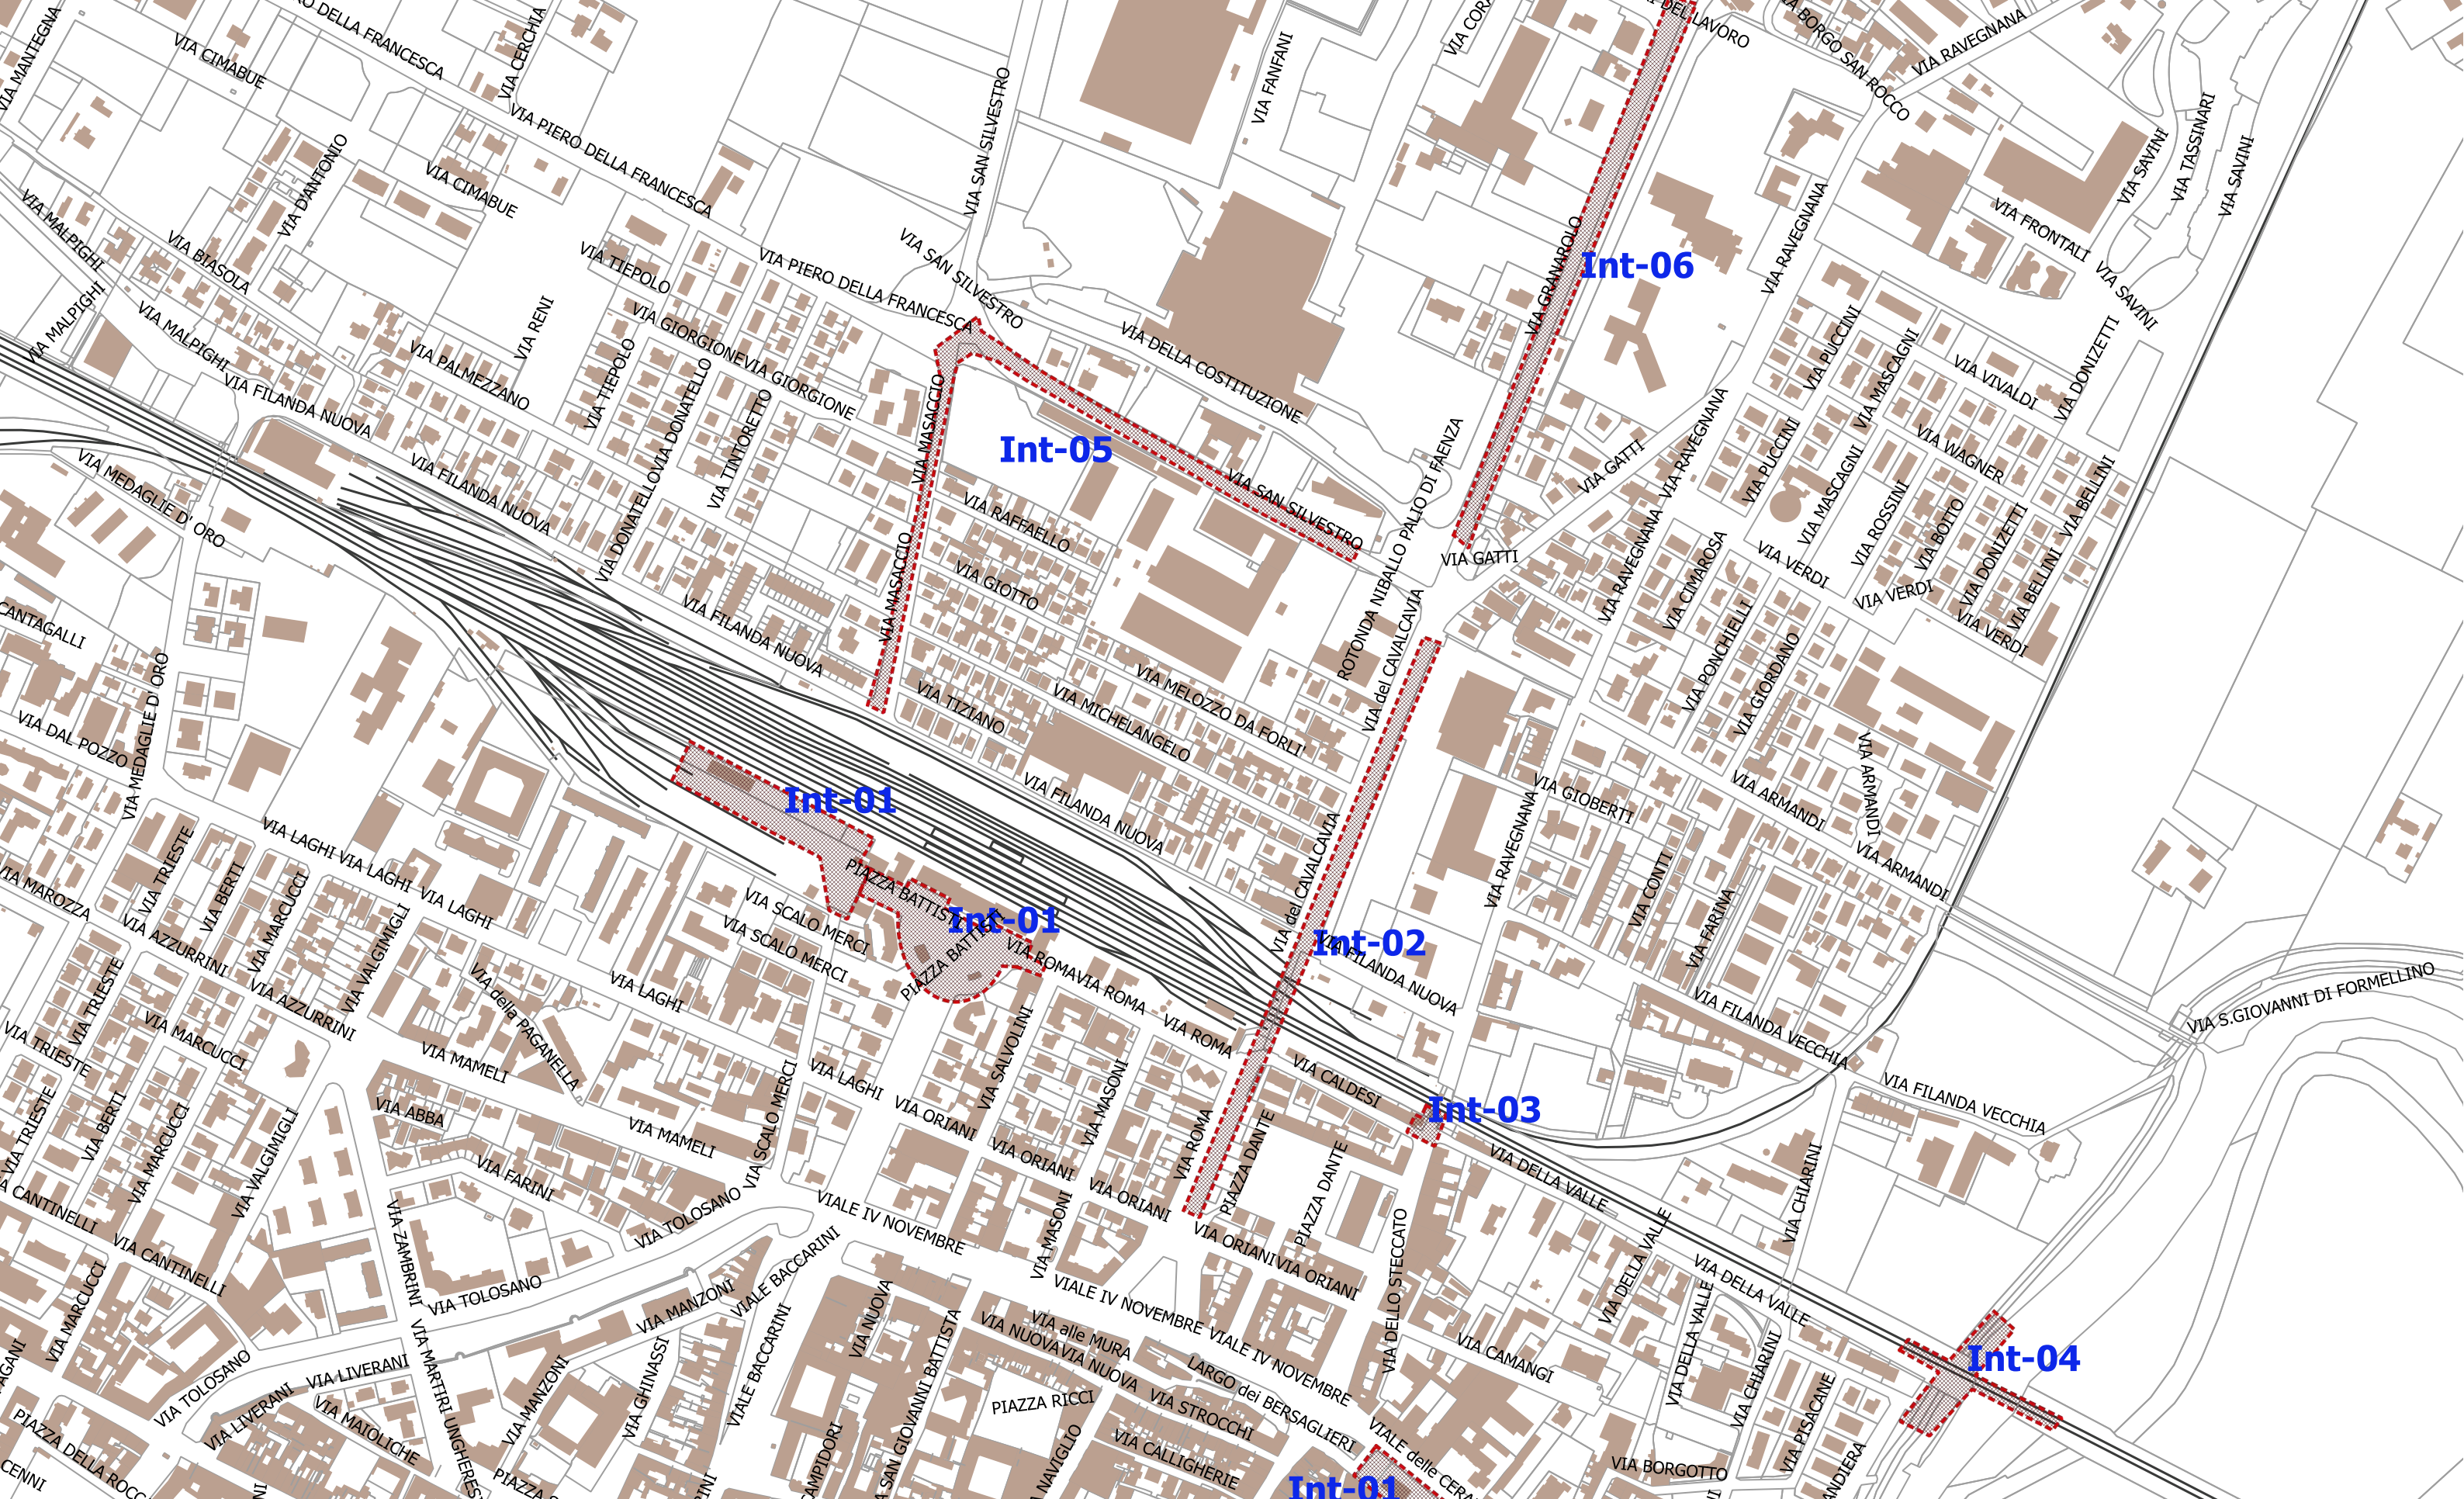 VIA MANTEGNA
VIA CIMABUE
RO DELLA FRANCESCA
VIA CERCHIA
VIA SAN SILVESTRO
VIA FANFANI
VIA CORA
DEL LAVORO
VIA BORGO SAN ROCCO
VIA RAVEGNANA
VIA SAVINI
VIA TASSINARI
VIA SAVINI
VIA PIERO DELLA FRANCESCA
VIA DANTONIO
VIA CIMABUE
VIA MALPIGHI
VIA BIASOLA
VIA MALPIGHI
VIA MALPIGHI
VIA RENI
VIA TIEPOLO
VIA PIERO DELLA FRANCESCA
VIA SAN SILVESTRO
VIA GRANAROLO
Int-06
VIA RAVEGNANA
VIA FRONTALI
VIA SAVINI
VIA GIORGIONE
VIA GIORGIONE
VIA DELLA COSTITUZIONE
VIA PUCCINI
VIA MASCAGNI
VIA VIVALDI
VIA DONIZETTI
VIA PALMEZZANO
VIA TIEPOLO
VIA DONATELLO
VIA DONATELLO
VIA TINTORETTO
VIA MASACCIO
Int-05
VIA FILANDA NUOVA
VIA FILANDA NUOVA
VIA MEDAGLIE D' ORO
VIA RAFFAELLO
VIA SAN SILVESTRO
ROTONDA NIBALLO PALIO DI FAENZA
VIA GATTI
VIA GATTI
VIA RAVEGNANA
VIA RAVEGNANA
VIA PUCCINI
VIA MASCAGNI
VIA WAGNER
VIA ROSSINI
VIA BOTTO
VIA DONIZETTI
VIA BELLINI
VIA BELLINI
VIA VERDI
VIA VERDI
VIA VERDI
VIA CIMAROSA
VIA PONCHIELLI
VIA GIORDANO
VIA MASACCIO
VIA GIOTTO
VIA FILANDA NUOVA
CANTAGALLI
VIA DAL POZZO
VIA MEDAGLIE D' ORO
VIA TIZIANO
VIA MICHELANGELO
VIA MELOZZO DA FORLI'
VIA del CAVALCAVIA
VIA FILANDA NUOVA
VIA GIOBERTI
VIA ARMANDI
VIA ARMANDI
VIA ARMANDI
VIA RAVEGNANA
VIA CONTI
VIA FARINA
Int-01
PIAZZA BATTISTI
Int-01
PIAZZA BATTISTI
VIA ROMA
VIA ROMA
VIA ROMA
VIA del CAVALCAVIA
Int-02
VIA FILANDA NUOVA
VIA FILANDA VECCHIA
VIA FILANDA VECCHIA
VIA S.GIOVANNI DI FORMELLINO
VIA LAGHI
VIA LAGHI
VIA LAGHI
VIA LAGHI
VIA SCALO MERCI
VIA SCALO MERCI
VIA MAROZZA
VIA TRIESTE
VIA BERTI
VIA MARCUCCI
VIA AZZURRINI
VIA AZZURRINI
VIA VALGIMIGLI
VIA della PAGANELLA
VIA TRIESTE
VIA TRIESTE
VIA TRIESTE
VIA MARCUCCI
VIA BERTI
VIA MARCUCCI
VIA VALGIMIGLI
VIA MAMELI
VIA MAMELI
VIA ABBA
VIA FARINI
VIA SCALO MERCI
VIA LAGHI
VIA SALVOLINI
VIA MASONI
VIA ORIANI
VIA ORIANI
VIA ORIANI
VIA ROMA
PIAZZA DANTE
PIAZZA DANTE
VIA CALDESI
Int-03
VIA DELLA VALLE
VIA CHIARINI
VIA DELLA VALLE
VIA DELLA VALLE
VIA DELLA VALLE
VIA CHIARINI
VIA PISACANE
Int-04
A CANTINELLI
VIA CANTINELLI
VIA ZAMBRINI
VIA TOLOSANO
VIA TOLOSANO
VIA TOLOSANO
VIALE IV NOVEMBRE
VIALE IV NOVEMBRE
VIALE IV NOVEMBRE
VIA MASONI
VIA ORIANI
VIA ORIANI
VIA DELLO STECCATO
VIA CAMANGI
VIALE BACCARINI
VIALE BACCARINI
VIA MANZONI
VIA MANZONI
VIA NUOVA
VIA NUOVA
VIA NUOVA
VIA alle MURA
A SAN GIOVANNI BATTISTA
VIA MARCUCCI
VIA LIVERANI
VIA LIVERANI
VIA MAIOLICHE
VIA MARTIRI UNGHERESI
VIA GHINASSI
PIAZZA RICCI
VIA STROCCHI
LARGO dei BERSAGLIERI
VIALE delle CERA
VIA CALLIGHERIE
NAVIGLIO
CAMPIDORI
Int-01
VIA BORGOTTO
ANDIERA
PAGANI
PIAZZA DELLA ROCC
CENNI
PIAZZA S